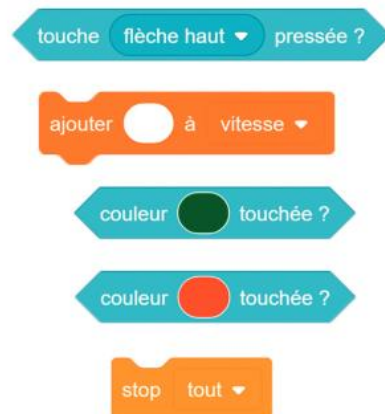 touche flèche haut pressée ?
ajouter à vitesse
couleur touchée ?
couleur touchée ?
stop tout